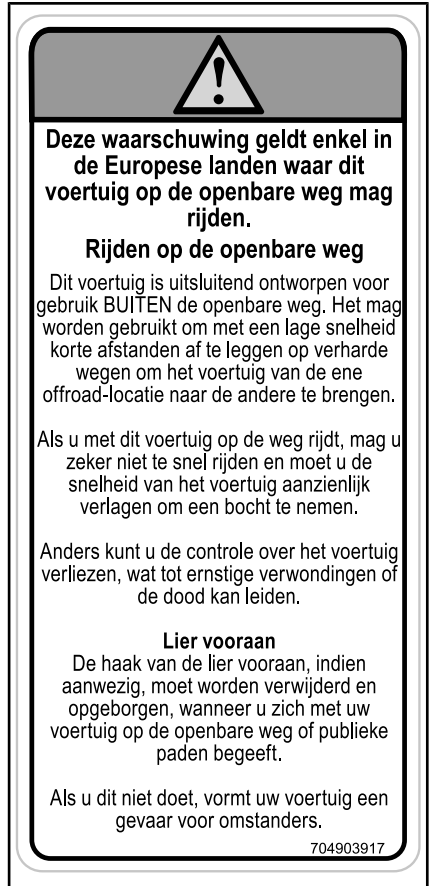 Deze waarschuwing geldt enkel in
de Europese landen waar dit
voertuig op de openbare weg mag
rijden.
Rijden op de openbare weg
Dit voertuig is uitsluitend ontworpen voor
gebruik BUITEN de openbare weg. Het mag
worden gebruikt om met een lage snelheid
korte afstanden af te leggen op verharde
wegen om het voertuig van de ene
offroad-locatie naar de andere te brengen.
Als u met dit voertuig op de weg rijdt, mag u
zeker niet te snel rijden en moet u de
snelheid van het voertuig aanzienlijk
verlagen om een bocht te nemen.
Anders kunt u de controle over het voertuig
verliezen, wat tot ernstige verwondingen of
de dood kan leiden.
Lier vooraan
De haak van de lier vooraan, indien
aanwezig, moet worden verwijderd en
opgeborgen, wanneer u zich met uw
voertuig op de openbare weg of publieke
paden begeeft.
Als u dit niet doet, vormt uw voertuig een
gevaar voor omstanders.
704903917